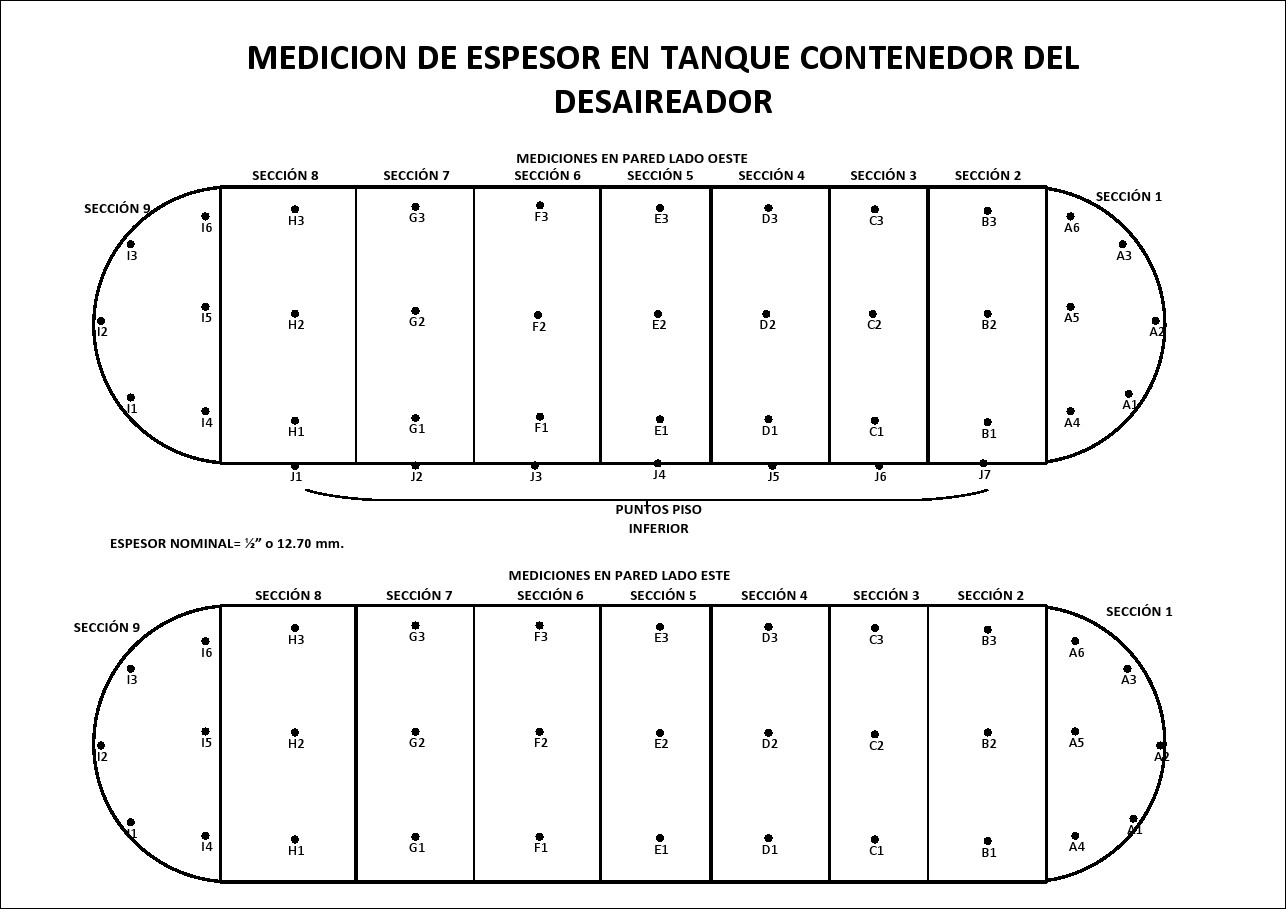 MEDICION DE ESPESOR EN TANQUE CONTENEDOR DEL
DESAIREADOR
MEDICIONES EN PARED LADO OESTE
SECCIÓN 8 SECCIÓN 7 SECCIÓN 6 SECCIÓN 5 SECCIÓN 4 SECCIÓN 3 SECCIÓN 2
SECCIÓN 9 SECCIÓN 1
I6 H3 G3 F3 E3 D3 C3 B3 A6
I3 A3
I5 H2 G2 F2 E2 D2 C2 B2 A5
I2 A2
I1 A1
I4 H1 G1 F1 E1 D1 C1 B1 A4
J1 J2 J3 J4 J5 J6 J7
PUNTOS PISO
INFERIOR
ESPESOR NOMINAL= ½” o 12.70 mm.
MEDICIONES EN PARED LADO ESTE
SECCIÓN 8 SECCIÓN 7 SECCIÓN 6 SECCIÓN 5 SECCIÓN 4 SECCIÓN 3 SECCIÓN 2
SECCIÓN 9 SECCIÓN 1
I6 H3 G3 F3 E3 D3 C3 B3 A6
I3 A3
I5 H2 G2 F2 E2 D2 C2 B2 A5
I2 A2
I1 A1
I4 H1 G1 F1 E1 D1 C1 B1 A4